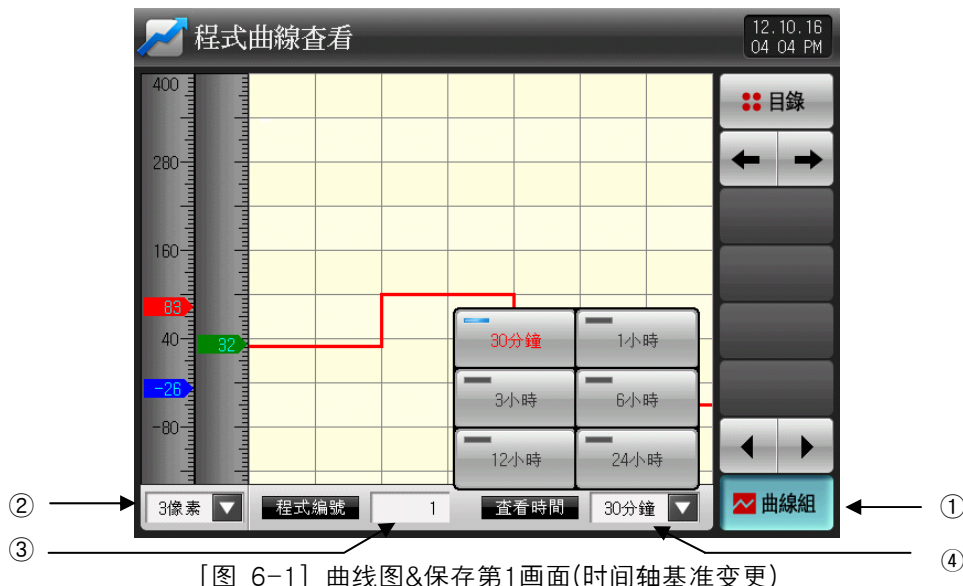 程式曲線查看
12.10.16
04 04 PM
400
280
160
83
40
32
-26
-80
目錄
30分鐘
1小時
3小時
6小時
12小時
24小時
3像素
程式編號
1
查看時間
30分鐘
曲線組
①
②
③
④
[图 6-1] 曲线图&保存第1画面(时间轴基准变更)